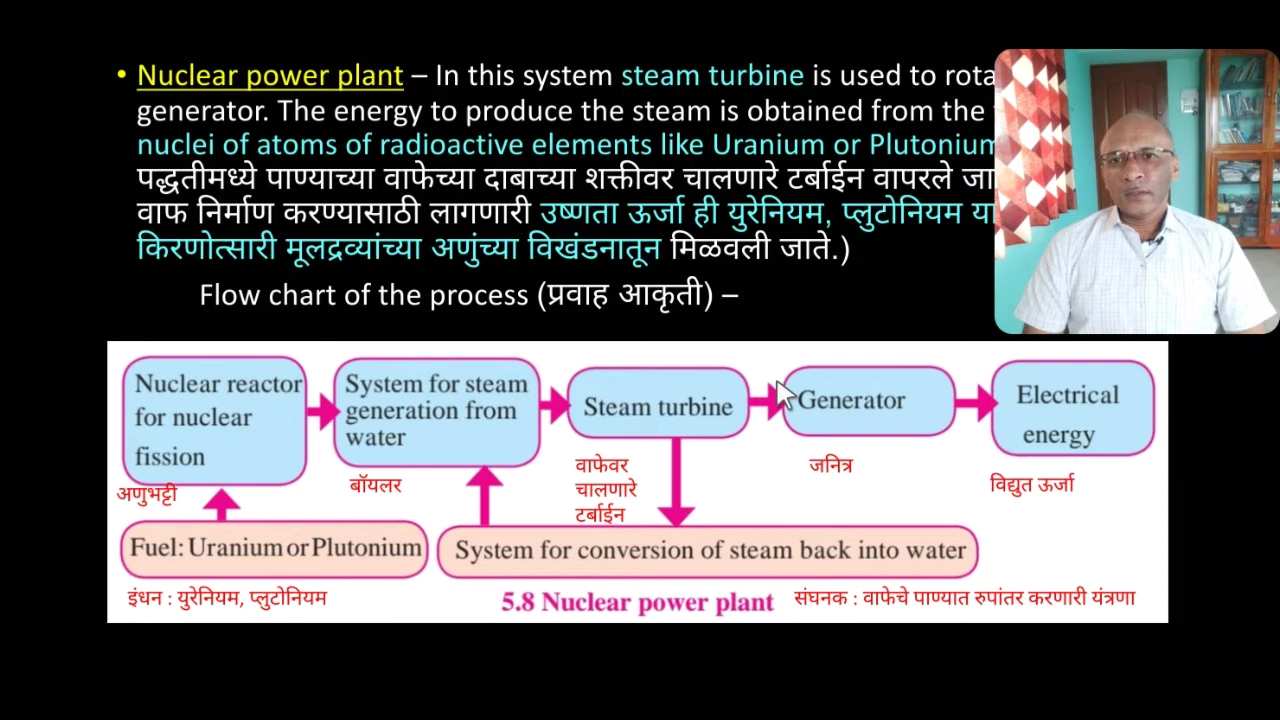 • Nuclear power plant – In this system steam turbine is used to rota
generator. The energy to produce the steam is obtained from the
nuclei of atoms of radioactive elements like Uranium or Plutonium
पद्धतीमध्ये पाण्याच्या वाफेच्या दाबाच्या शक्तीवर चालणारे टर्बाईन वापरले जा
वाफ निर्माण करण्यासाठी लागणारी उष्णता ऊर्जा ही युरेनियम, प्लुटोनियम या
किरणोत्सारी मूलद्रव्यांच्या अणुंच्या विखंडनातून मिळवली जाते.)
Flow chart of the process (प्रवाह आकृती) –
Nuclear reactor
for nuclear
fission
अणुभट्टी
System for steam
generation from
water
बॉयलर
Steam turbine
वाफेवर
चालणारे
टर्बाईन
Generator
जनित्र
Electrical
energy
विद्युत ऊर्जा
Fuel: Uranium or Plutonium
इंधन : युरेनियम, प्लुटोनियम
System for conversion of steam back into water
5.8 Nuclear power plant
संघनक : वाफेचे पाण्यात रुपांतर करणारी यंत्रणा